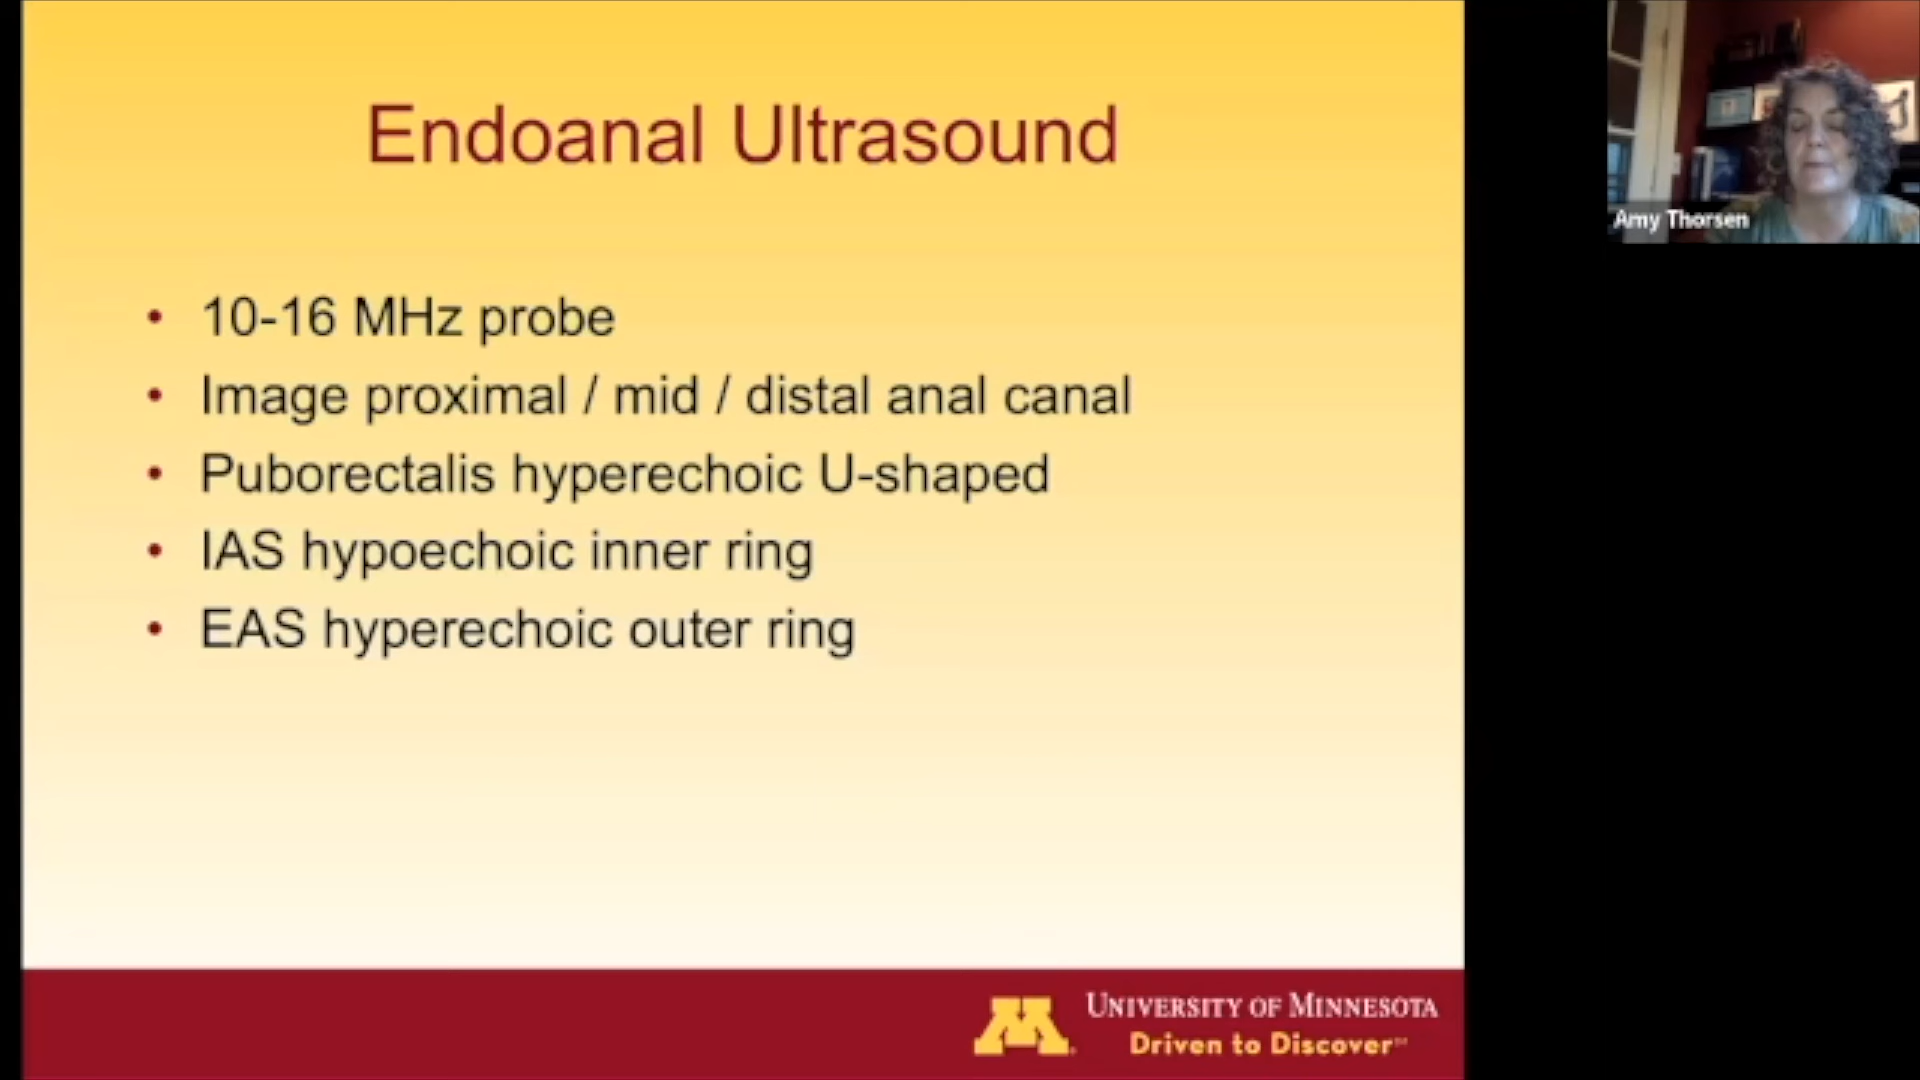 Endoanal Ultrasound
Amy Thorsen
• 10-16 MHz probe
• Image proximal / mid / distal anal canal
• Puborectalis hyperechoic U-shaped
• IAS hypoechoic inner ring
• EAS hyperechoic outer ring
M
UNIVERSITY OF MINNESOTA
Driven to Discover℠